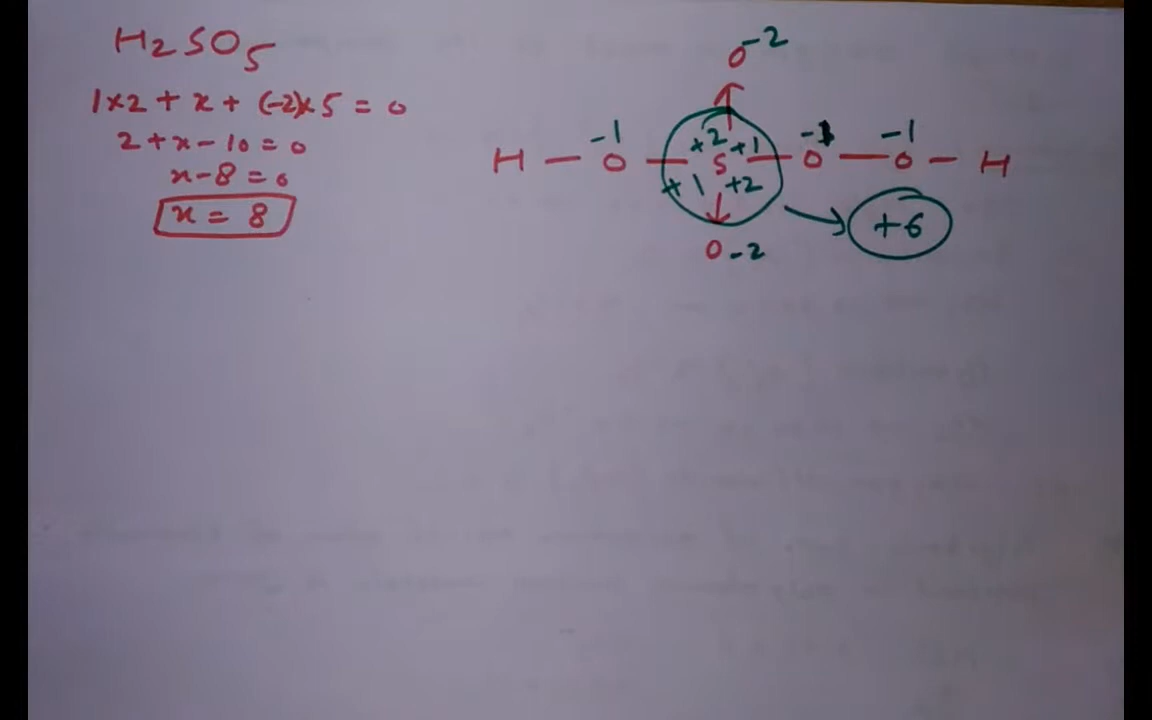 H2SO5
1×2 + x + (-2)×5 = 0
2 + x - 10 = 0
x - 8 = 0
x = 8
O -2
-1 +2 +1 -1 -1
H — O — S — O — O — H
+1 +2
+6
O -2